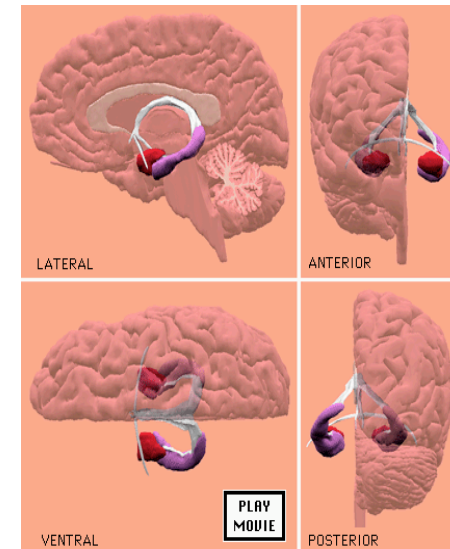 LATERAL
ANTERIOR
VENTRAL
PLAY
MOVIE
POSTERIOR